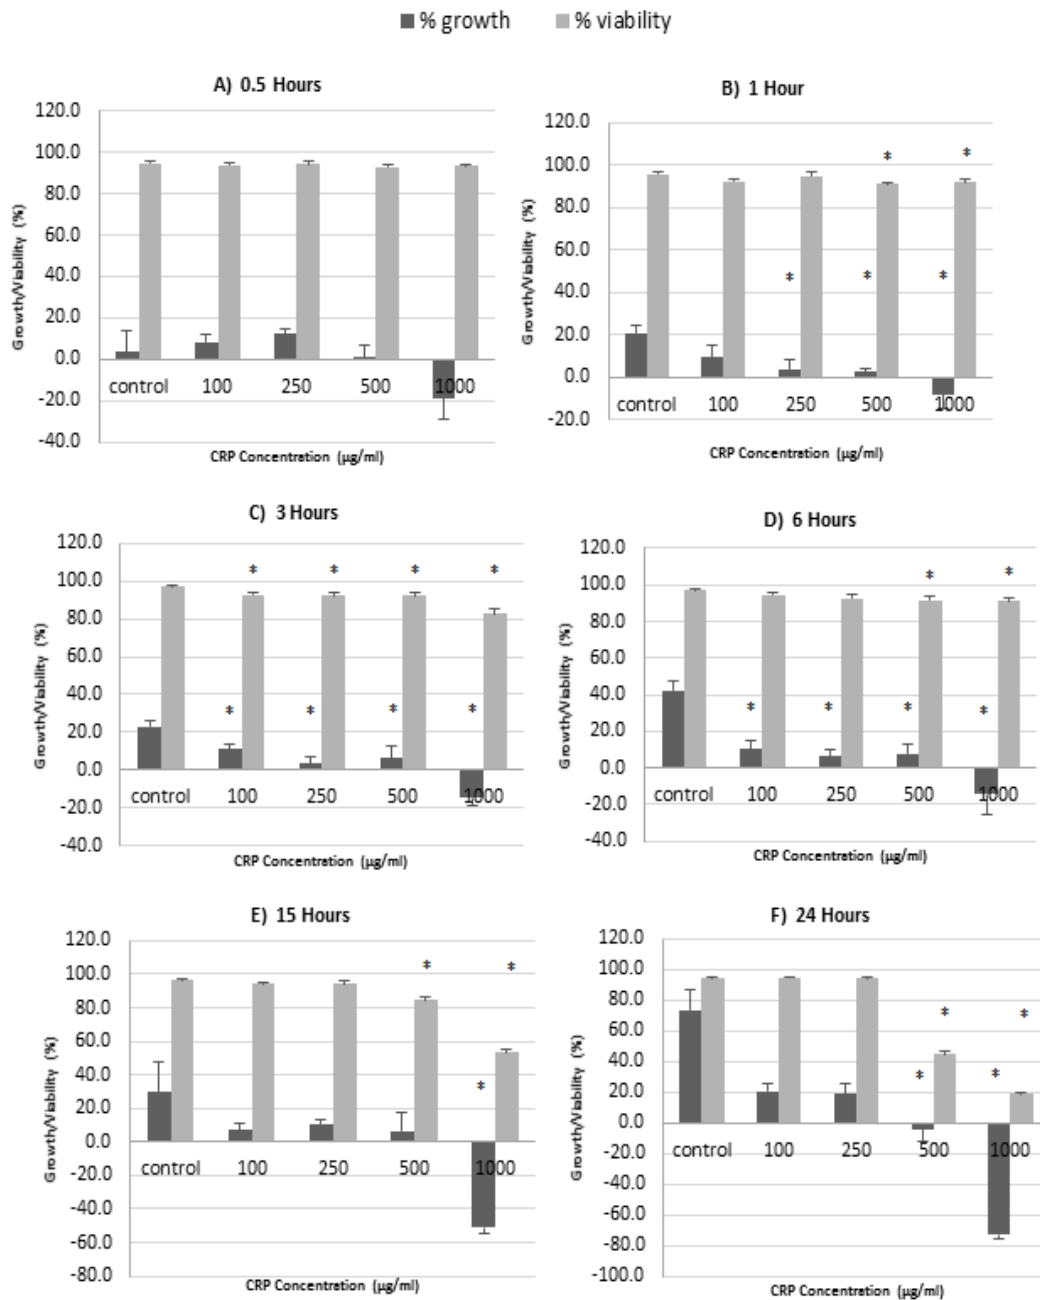 % growth % viability
A) 0.5 Hours
120.0
100.0
80.0
60.0
40.0
20.0
0.0
-20.0
-40.0
Growth/Viability (%)
control 100 250 500 1000
CRP Concentration (µg/ml)
B) 1 Hour
120.0
100.0
80.0
60.0
40.0
20.0
0.0
-20.0
Growth/Viability (%)
* *
* * *
control 100 250 500 1000
CRP Concentration (µg/ml)
C) 3 Hours
120.0
100.0
80.0
60.0
40.0
20.0
0.0
-20.0
-40.0
Growth/Viability (%)
* * * *
* * * *
control 100 250 500 1000
CRP Concentration (µg/ml)
D) 6 Hours
120.0
100.0
80.0
60.0
40.0
20.0
0.0
-20.0
-40.0
Growth/Viability (%)
* *
* * * *
control 100 250 500 1000
CRP Concentration (µg/ml)
E) 15 Hours
120.0
100.0
80.0
60.0
40.0
20.0
0.0
-20.0
-40.0
-60.0
-80.0
Growth/Viability (%)
* *
*
control 100 250 500 1000
CRP Concentration (µg/ml)
F) 24 Hours
120.0
100.0
80.0
60.0
40.0
20.0
0.0
-20.0
-40.0
-60.0
-80.0
-100.0
Growth/Viability (%)
* *
* *
control 100 250 500 1000
CRP Concentration (µg/ml)